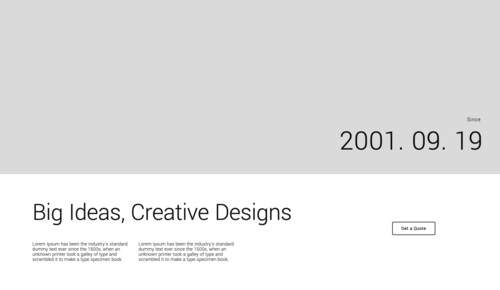 Since
2001. 09. 19
Big Ideas, Creative Designs
Get a Quote
Lorem Ipsum has been the industry's standard
dummy text ever since the 1500s, when an
unknown printer took a galley of type and
scrambled it to make a type specimen book.
Lorem Ipsum has been the industry's standard
dummy text ever since the 1500s, when an
unknown printer took a galley of type and
scrambled it to make a type specimen book.